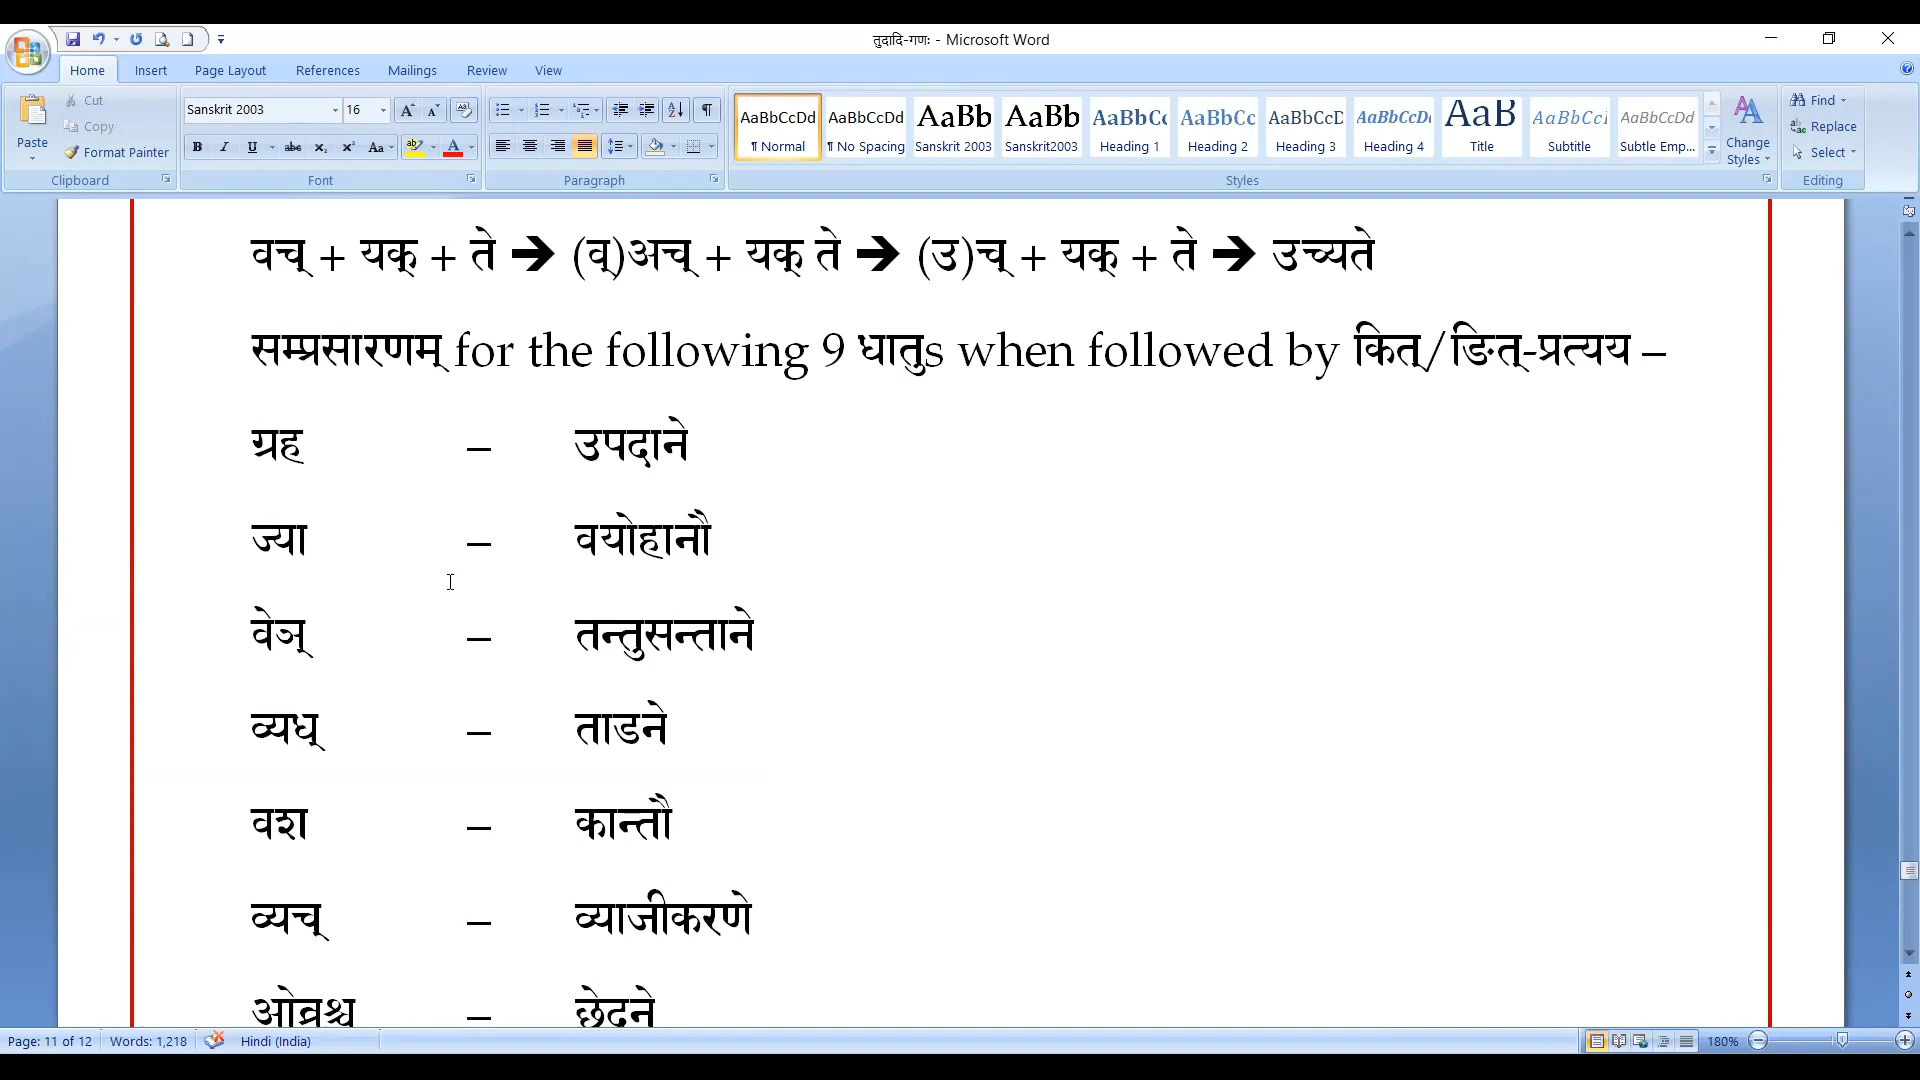 तुदादि-गणः - Microsoft Word
Home Insert Page Layout References Mailings Review View
Paste
Cut
Copy
Format Painter
Clipboard
Sanskrit 2003 16
Font
Paragraph
AaBbCcDd AaBbCcDd AaBb AaBb AaBbCc AaBbCc AaBbCcD AaBbCcDı AaB AaBbCcı AaBbCcDd
¶ Normal ¶ No Spacing Sanskrit 2003 Sanskrit2003 Heading 1 Heading 2 Heading 3 Heading 4 Title Subtitle Subtle Emp...
Styles
Change Styles
Find
Replace
Select
Editing
वच् + यक् + ते ➔ (व्)अच् + यक् ते ➔ (उ)च् + यक् + ते ➔ उच्यते
सम्प्रसारणम् for the following 9 धातुs when followed by कित्/ङित्-प्रत्यय –
ग्रह – उपदाने
ज्या – वयोहानौ
वेञ् – तन्तुसन्ताने
व्यध् – ताडने
वश – कान्तौ
व्यच् – व्याजीकरणे
ओव्रश्च – छेदने
Page: 11 of 12 Words: 1,218 Hindi (India) 180%